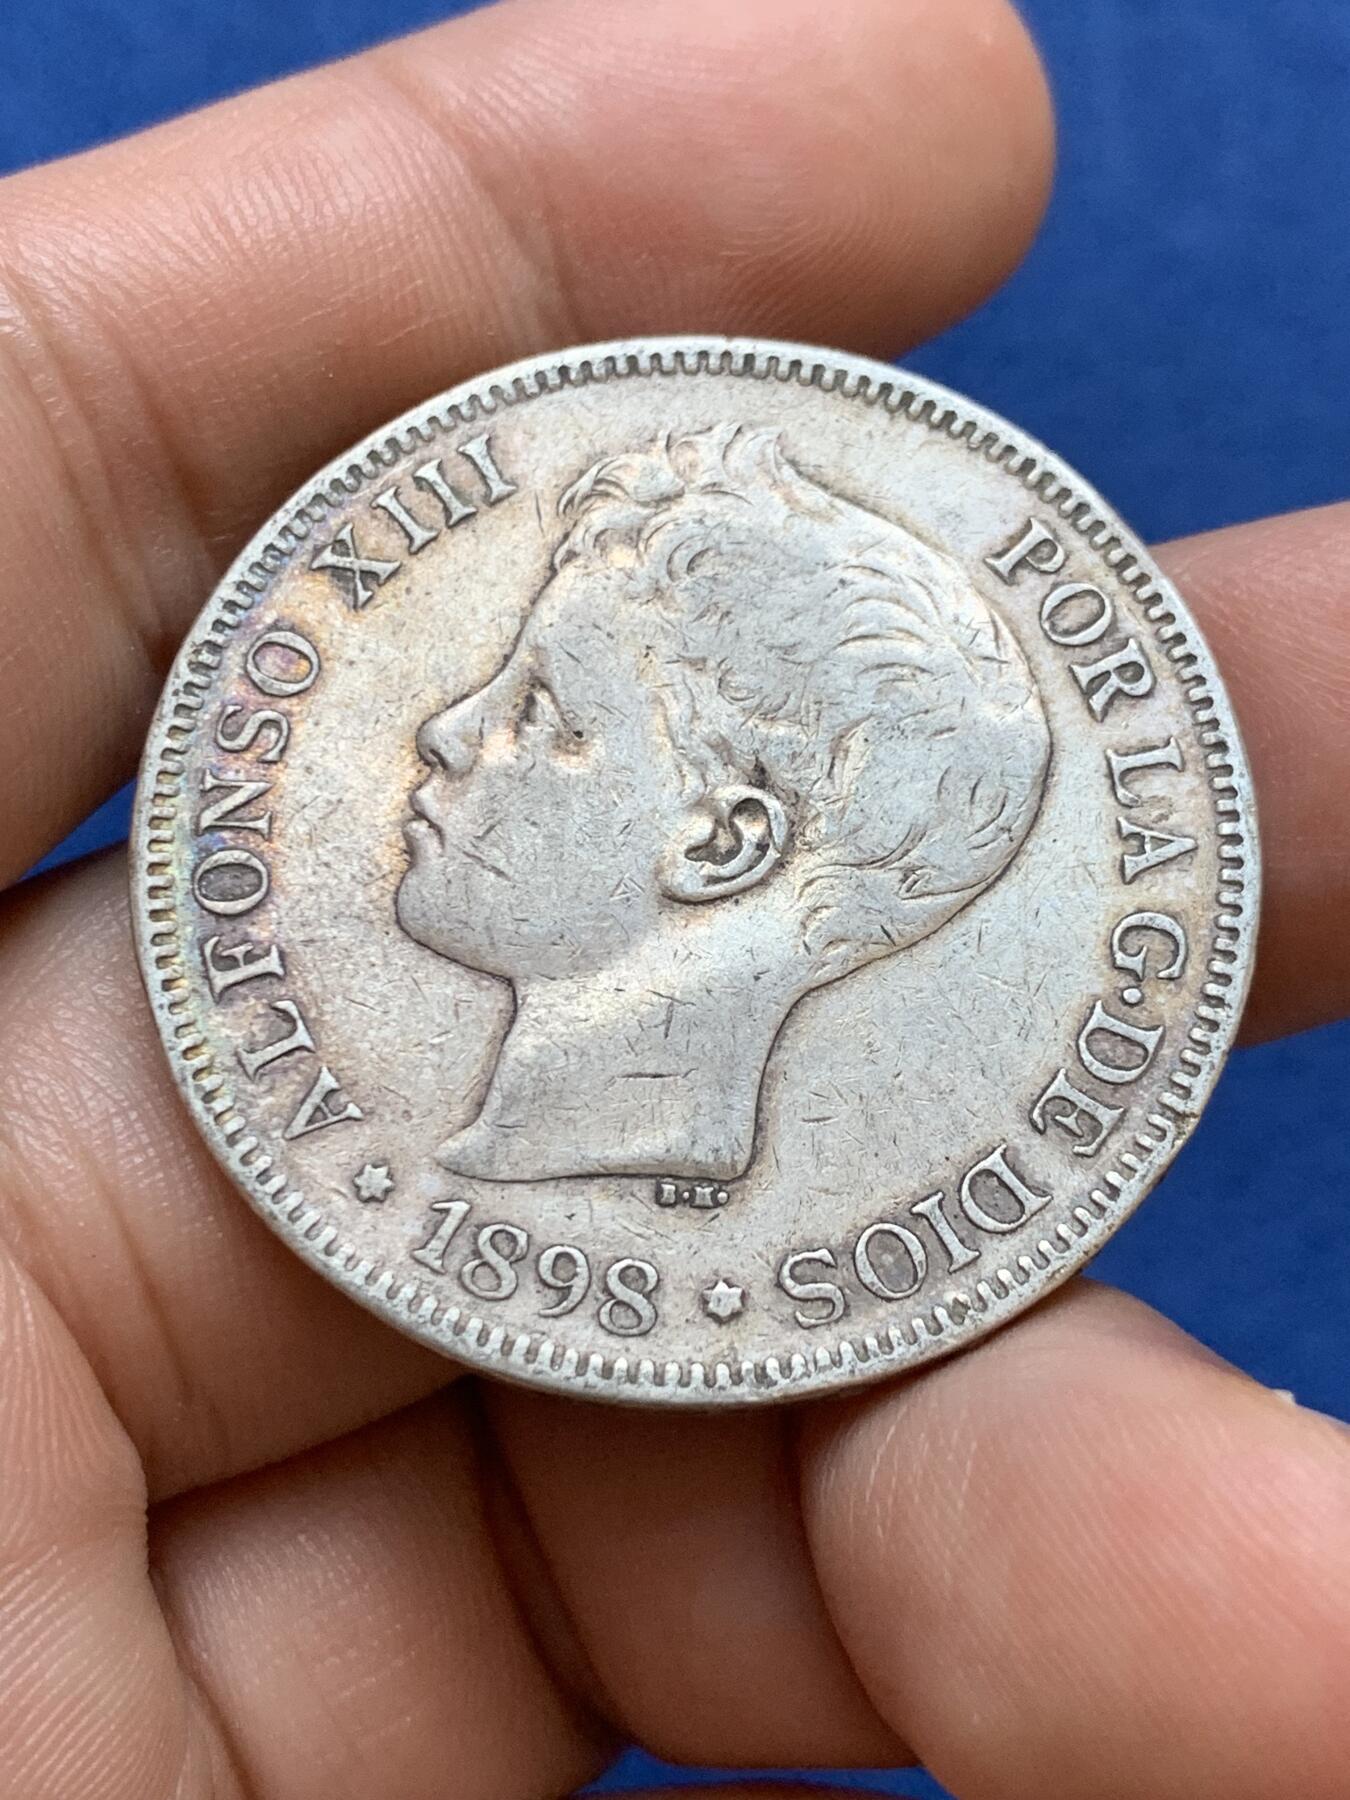 ALFONSO XIII POR LA G. DE DIOS
* 1898 *
B.M.